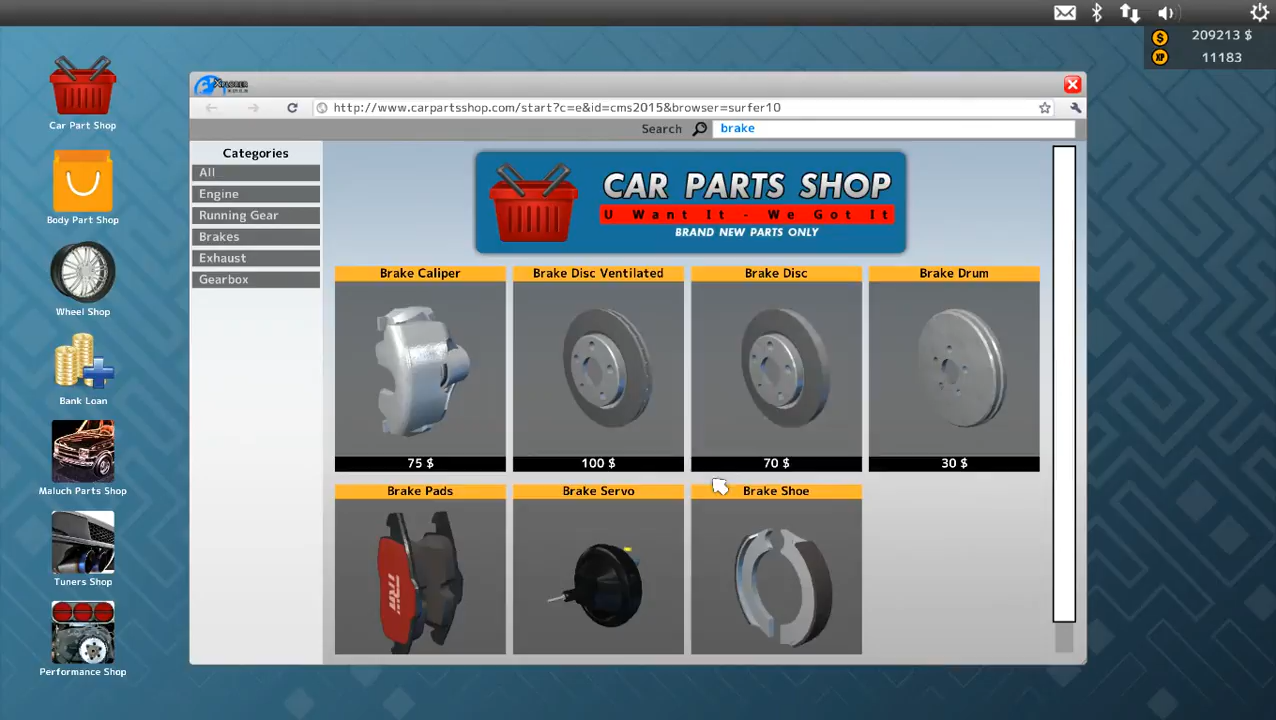 209213 $
11183
Car Part Shop
Body Part Shop
Wheel Shop
Bank Loan
Maluch Parts Shop
Tuners Shop
Performance Shop
http://www.carpartsshop.com/start?c=e&id=cms2015&browser=surfer10
Search brake
Categories
All
Engine
Running Gear
Brakes
Exhaust
Gearbox
CAR PARTS SHOP
U Want It - We Got It
BRAND NEW PARTS ONLY
Brake Caliper
75 $
Brake Disc Ventilated
100 $
Brake Disc
70 $
Brake Drum
30 $
Brake Pads
TRW
Brake Servo
Brake Shoe